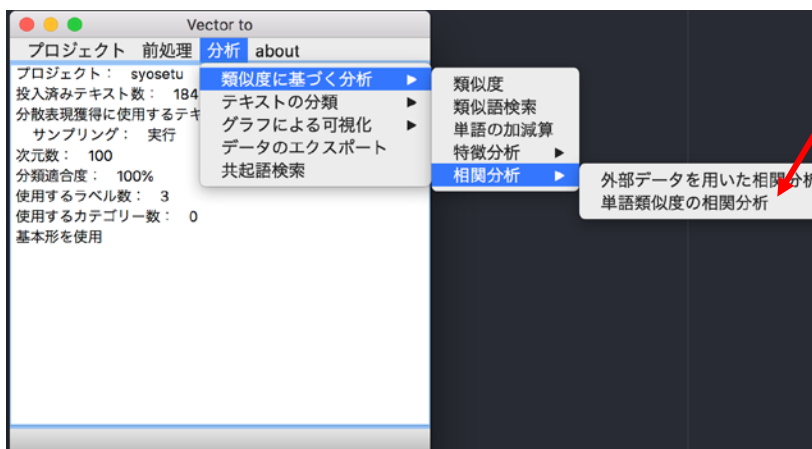 Vector to
プロジェクト 前処理 分析 about
プロジェクト： syosetu
投入済みテキスト数： 184
分散表現獲得に使用するテキ
サンプリング： 実行
次元数： 100
分類適合度： 100%
使用するラベル数： 3
使用するカテゴリー数： 0
基本形を使用
類似度に基づく分析
テキストの分類
グラフによる可視化
データのエクスポート
共起語検索
類似度
類似語検索
単語の加減算
特徴分析
相関分析
外部データを用いた相関分析
単語類似度の相関分析